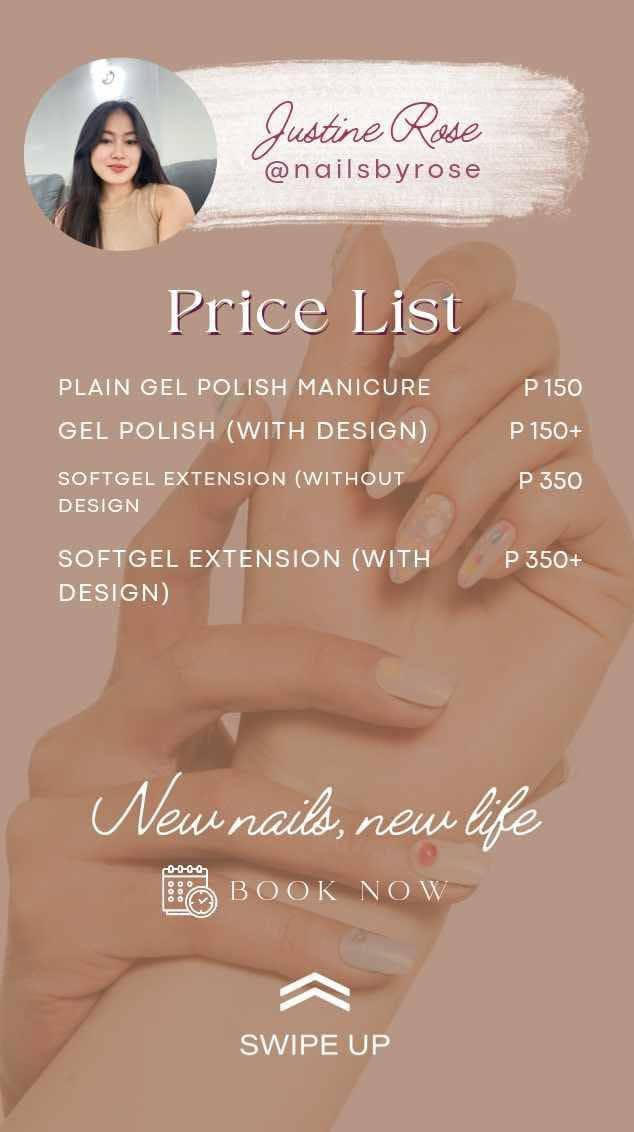 Justine Rose
@nailsbyrose
Price List
PLAIN GEL POLISH MANICURE P 150
GEL POLISH (WITH DESIGN) P 150+
SOFTGEL EXTENSION (WITHOUT P 350
DESIGN
SOFTGEL EXTENSION (WITH P 350+
DESIGN)
New nails, new life
BOOK NOW
SWIPE UP